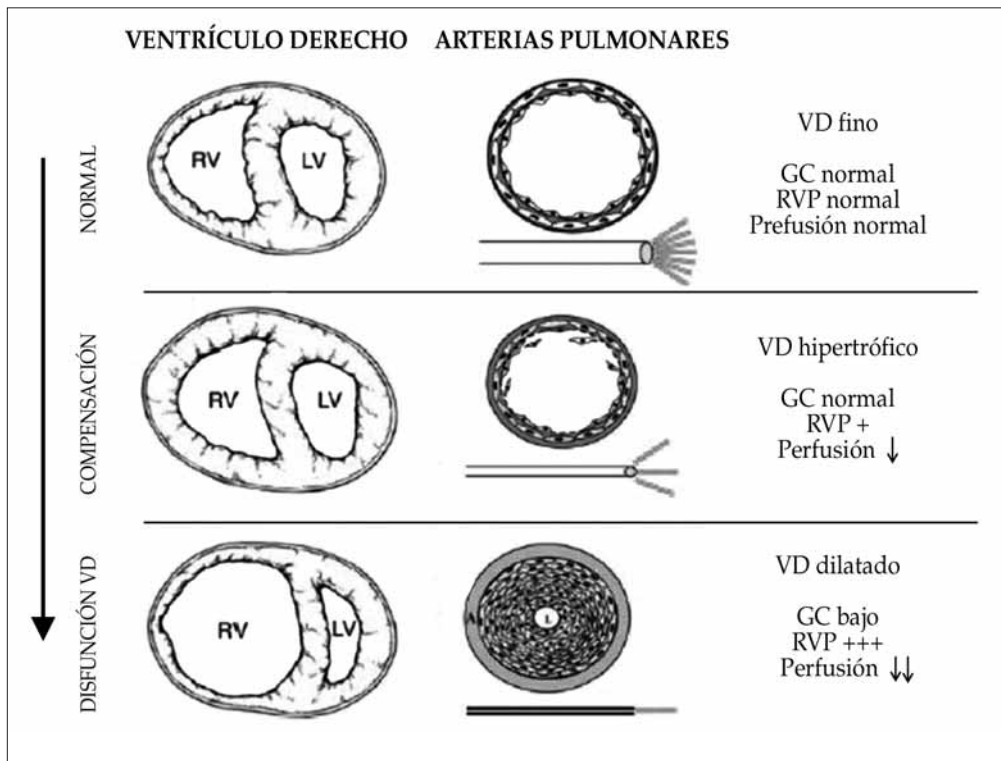 VENTRÍCULO DERECHO
ARTERIAS PULMONARES
NORMAL
RV
LV
VD fino
GC normal
RVP normal
Prefusión normal
COMPENSACIÓN
RV
LV
VD hipertrófico
GC normal
RVP +
Perfusión ↓
DISFUNCIÓN VD
RV
LV
L
VD dilatado
GC bajo
RVP +++
Perfusión ↓↓